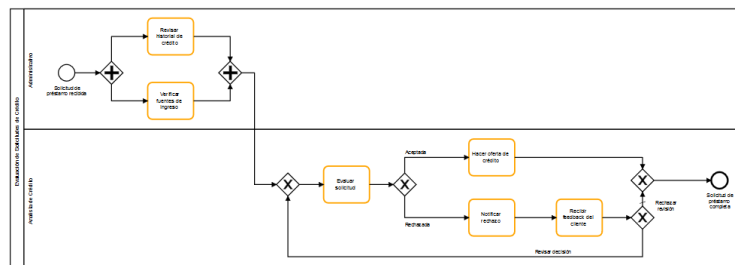 Evaluación de Solicitudes de Crédito
Administrativo
Solicitud de
préstamo recibida
Revisar
historial de
crédito
Verificar
fuentes de
ingreso
Analista de Crédito
Evaluar
solicitud
Aceptada
Hacer oferta de
crédito
Rechazada
Notificar
rechazo
Recibir
feedback del
cliente
Rechazar
revisión
Revisar decisión
Solicitud de
préstamo
completa